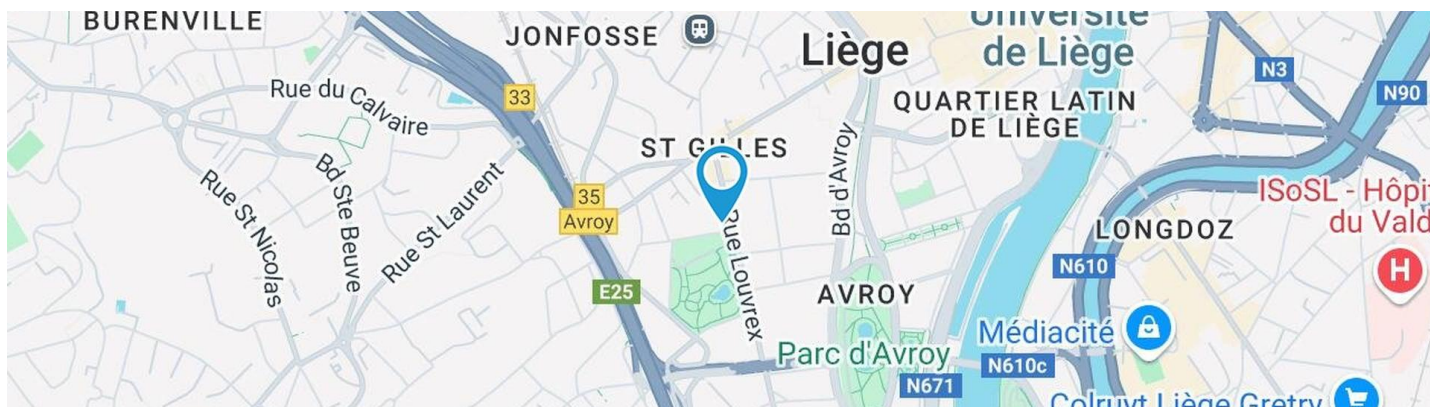 BURENVILLE
JONFOSSE
Liège
Université
de Liège
N3
N90
Rue du Calvaire
33
QUARTIER LATIN
DE LIÈGE
ST GILLES
Bd d'Avroy
Bd Ste Beuve
Rue St Nicolas
Rue St Laurent
35
Avroy
Rue Louvrex
ISoSL - Hôpi
du Vald
H
LONGDOZ
N610
E25
AVROY
Médiacité
Parc d'Avroy
N610c
N671
Colruyt Liège Gretry